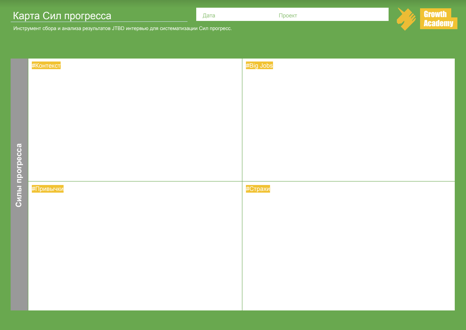 Карта Сил прогресса
Дата
Проект
Growth
Academy
Инструмент сбора и анализа результатов JTBD интервью для систематизации Сил прогресс.
#Контекст
#Big Jobs
Силы прогресса
#Привычки
#Страхи